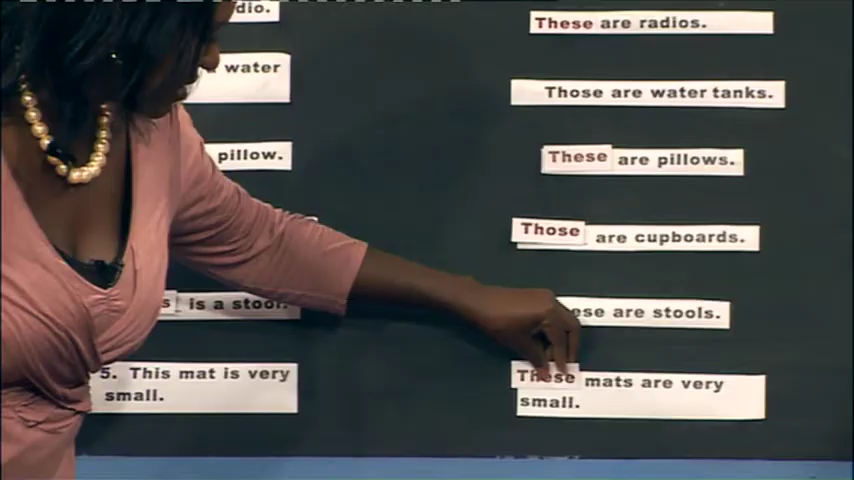 dio.
water
pillow.
is a stool.
5. This mat is very
small.
These are radios.
Those are water tanks.
These are pillows.
Those are cupboards.
ese are stools.
These mats are very
small.